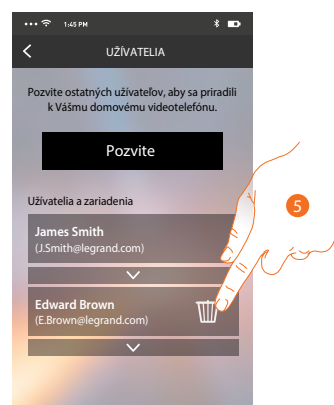 1:45 PM
UŽÍVATELIA
Pozvite ostatných užívateľov, aby sa priradili
k Vášmu domovému videotelefónu.
Pozvite
Užívatelia a zariadenia
James Smith
(J.Smith@legrand.com)
5
Edward Brown
(E.Brown@legrand.com)